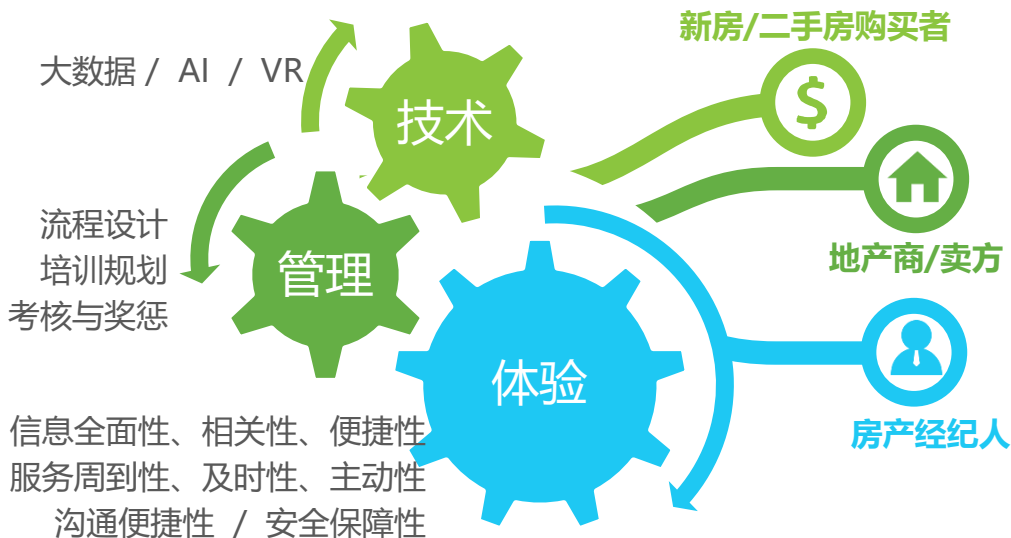 新房/二手房购买者
大数据 / AI / VR
$
技术
流程设计
培训规划
考核与奖惩
管理
地产商/卖方
体验
信息全面性、相关性、便捷性
服务周到性、及时性、主动性
沟通便捷性 / 安全保障性
房产经纪人